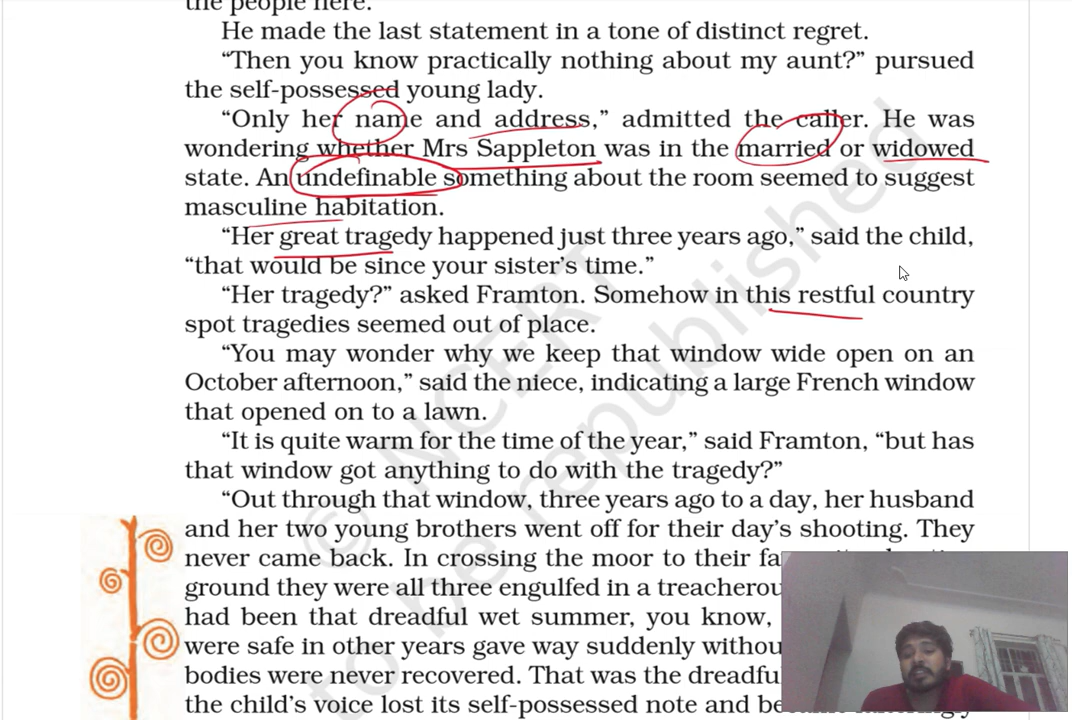 the people here.
He made the last statement in a tone of distinct regret.
“Then you know practically nothing about my aunt?” pursued
the self-possessed young lady.
“Only her name and address,” admitted the caller. He was
wondering whether Mrs Sappleton was in the married or widowed
state. An undefinable something about the room seemed to suggest
masculine habitation.
“Her great tragedy happened just three years ago,” said the child,
“that would be since your sister’s time.”
“Her tragedy?” asked Framton. Somehow in this restful country
spot tragedies seemed out of place.
“You may wonder why we keep that window wide open on an
October afternoon,” said the niece, indicating a large French window
that opened on to a lawn.
“It is quite warm for the time of the year,” said Framton, “but has
that window got anything to do with the tragedy?”
“Out through that window, three years ago to a day, her husband
and her two young brothers went off for their day’s shooting. They
never came back. In crossing the moor to their
ground they were all three engulfed in a
had been that dreadful wet summer, you know,
were safe in other years gave way suddenly
bodies were never recovered. That was the
the child’s voice lost its self-possessed note and
© NCERT
be republished